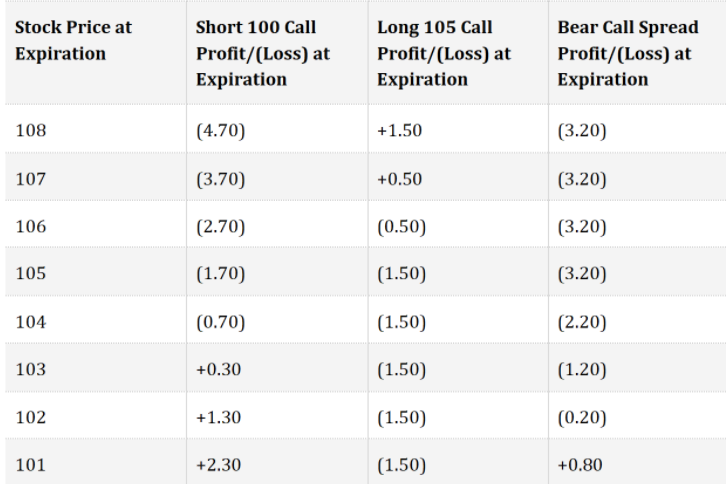 Stock Price at Expiration | Short 100 Call Profit/(Loss) at Expiration | Long 105 Call Profit/(Loss) at Expiration | Bear Call Spread Profit/(Loss) at Expiration
108 | (4.70) | +1.50 | (3.20)
107 | (3.70) | +0.50 | (3.20)
106 | (2.70) | (0.50) | (3.20)
105 | (1.70) | (1.50) | (3.20)
104 | (0.70) | (1.50) | (2.20)
103 | +0.30 | (1.50) | (1.20)
102 | +1.30 | (1.50) | (0.20)
101 | +2.30 | (1.50) | +0.80